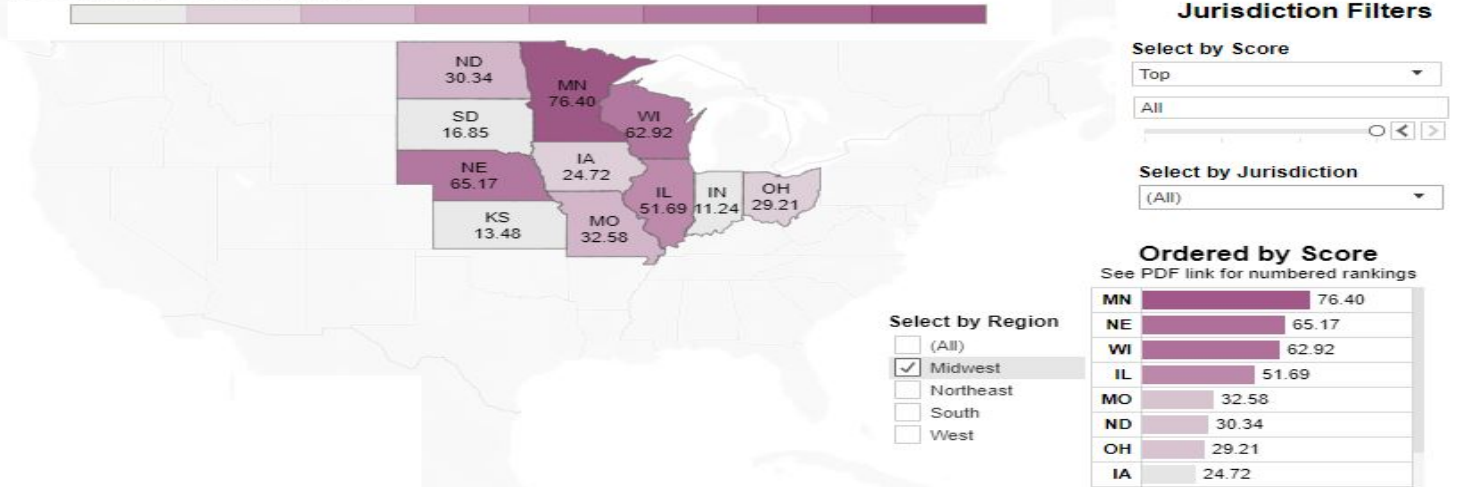 ND
30.34
MN
76.40
SD
16.85
WI
62.92
NE
65.17
IA
24.72
IL
51.69
IN
11.24
OH
29.21
KS
13.48
MO
32.58
Jurisdiction Filters
Select by Score
Top
All
Select by Jurisdiction
(All)
Select by Region
(All)
Midwest
Northeast
South
West
Ordered by Score
See PDF link for numbered rankings
MN 76.40
NE 65.17
WI 62.92
IL 51.69
MO 32.58
ND 30.34
OH 29.21
IA 24.72